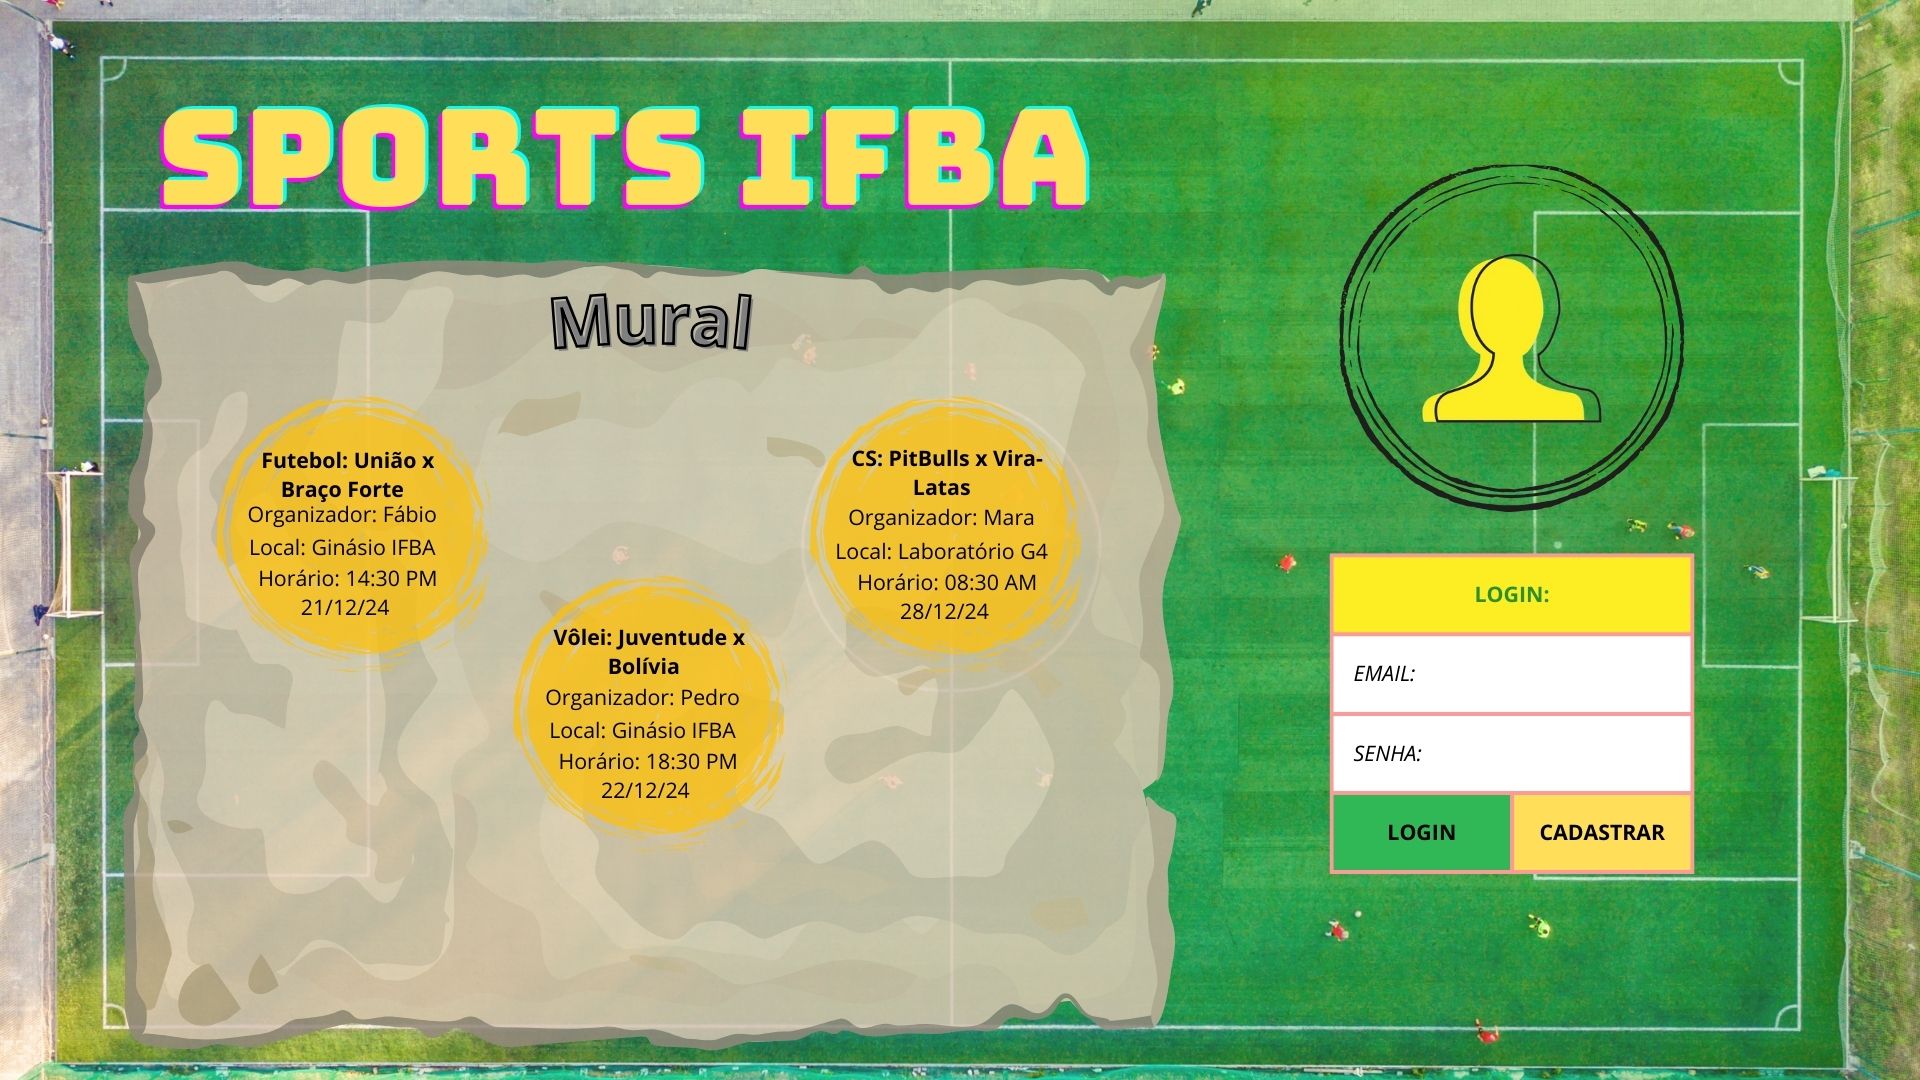 SPORTS IFBA
Mural
Futebol: União x
Braço Forte
Organizador: Fábio
Local: Ginásio IFBA
Horário: 14:30 PM
21/12/24
Vôlei: Juventude x
Bolívia
Organizador: Pedro
Local: Ginásio IFBA
Horário: 18:30 PM
22/12/24
CS: PitBulls x Vira-
Latas
Organizador: Mara
Local: Laboratório G4
Horário: 08:30 AM
28/12/24
LOGIN:
EMAIL:
SENHA:
LOGIN
CADASTRAR